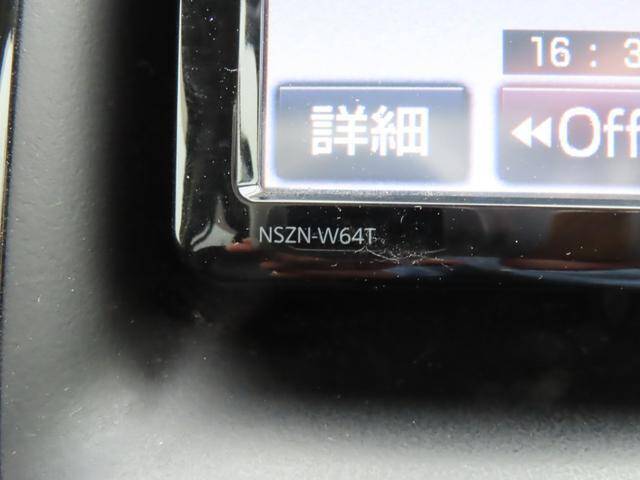 16:3
詳細
◀◀Off
NSZN-W64T